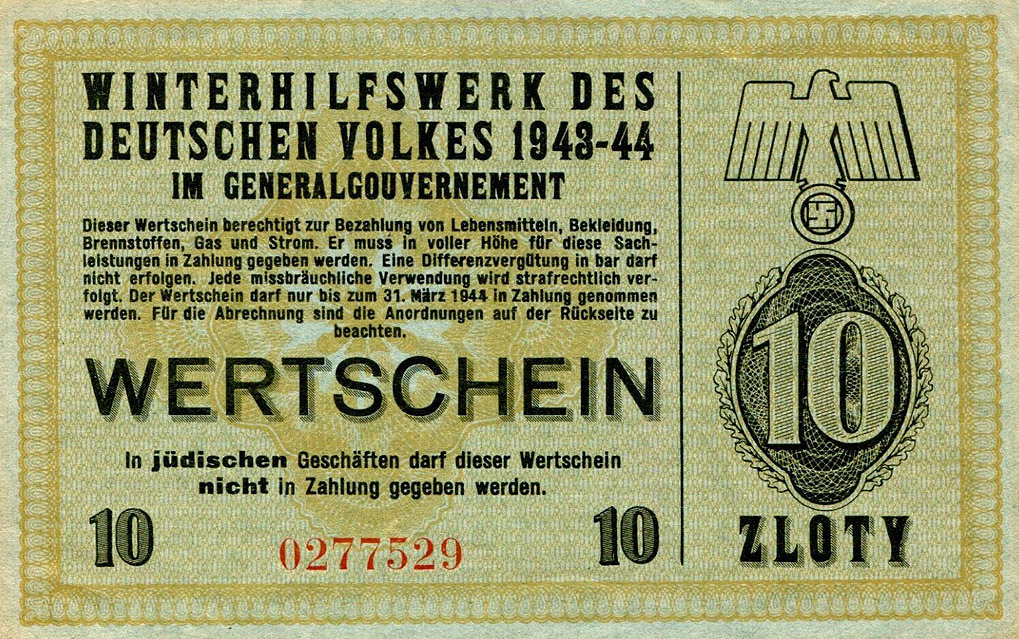 WINTERHILFSWERK DES
DEUTSCHEN VOLKES 1943-44
IM GENERALGOUVERNEMENT
Dieser Wertschein berechtigt zur Bezahlung von Lebensmitteln, Bekleidung,
Brennstoffen, Gas und Strom. Er muss in voller Höhe für diese Sach-
leistungen in Zahlung gegeben werden. Eine Differenzvergütung in bar darf
nicht erfolgen. Jede missbräuchliche Verwendung wird strafrechtlich ver-
folgt. Der Wertschein darf nur bis zum 31. März 1944 in Zahlung genommen
werden. Für die Abrechnung sind die Anordnungen auf der Rückseite zu
beachten.
WERTSCHEIN
In jüdischen Geschäften darf dieser Wertschein
nicht in Zahlung gegeben werden.
10 0277529 10
10
ZLOTY